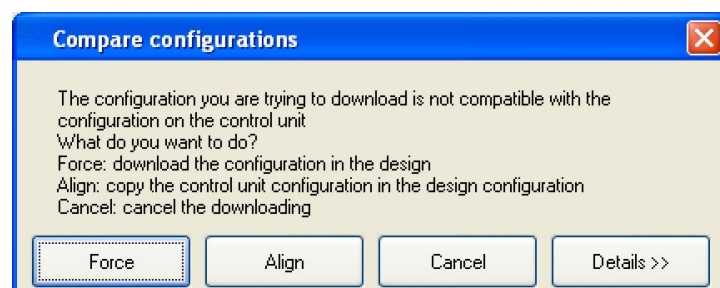 Compare configurations
The configuration you are trying to download is not compatible with the
configuration on the control unit
What do you want to do?
Force: download the configuration in the design
Align: copy the control unit configuration in the design configuration
Cancel: cancel the downloading
Force Align Cancel Details >>